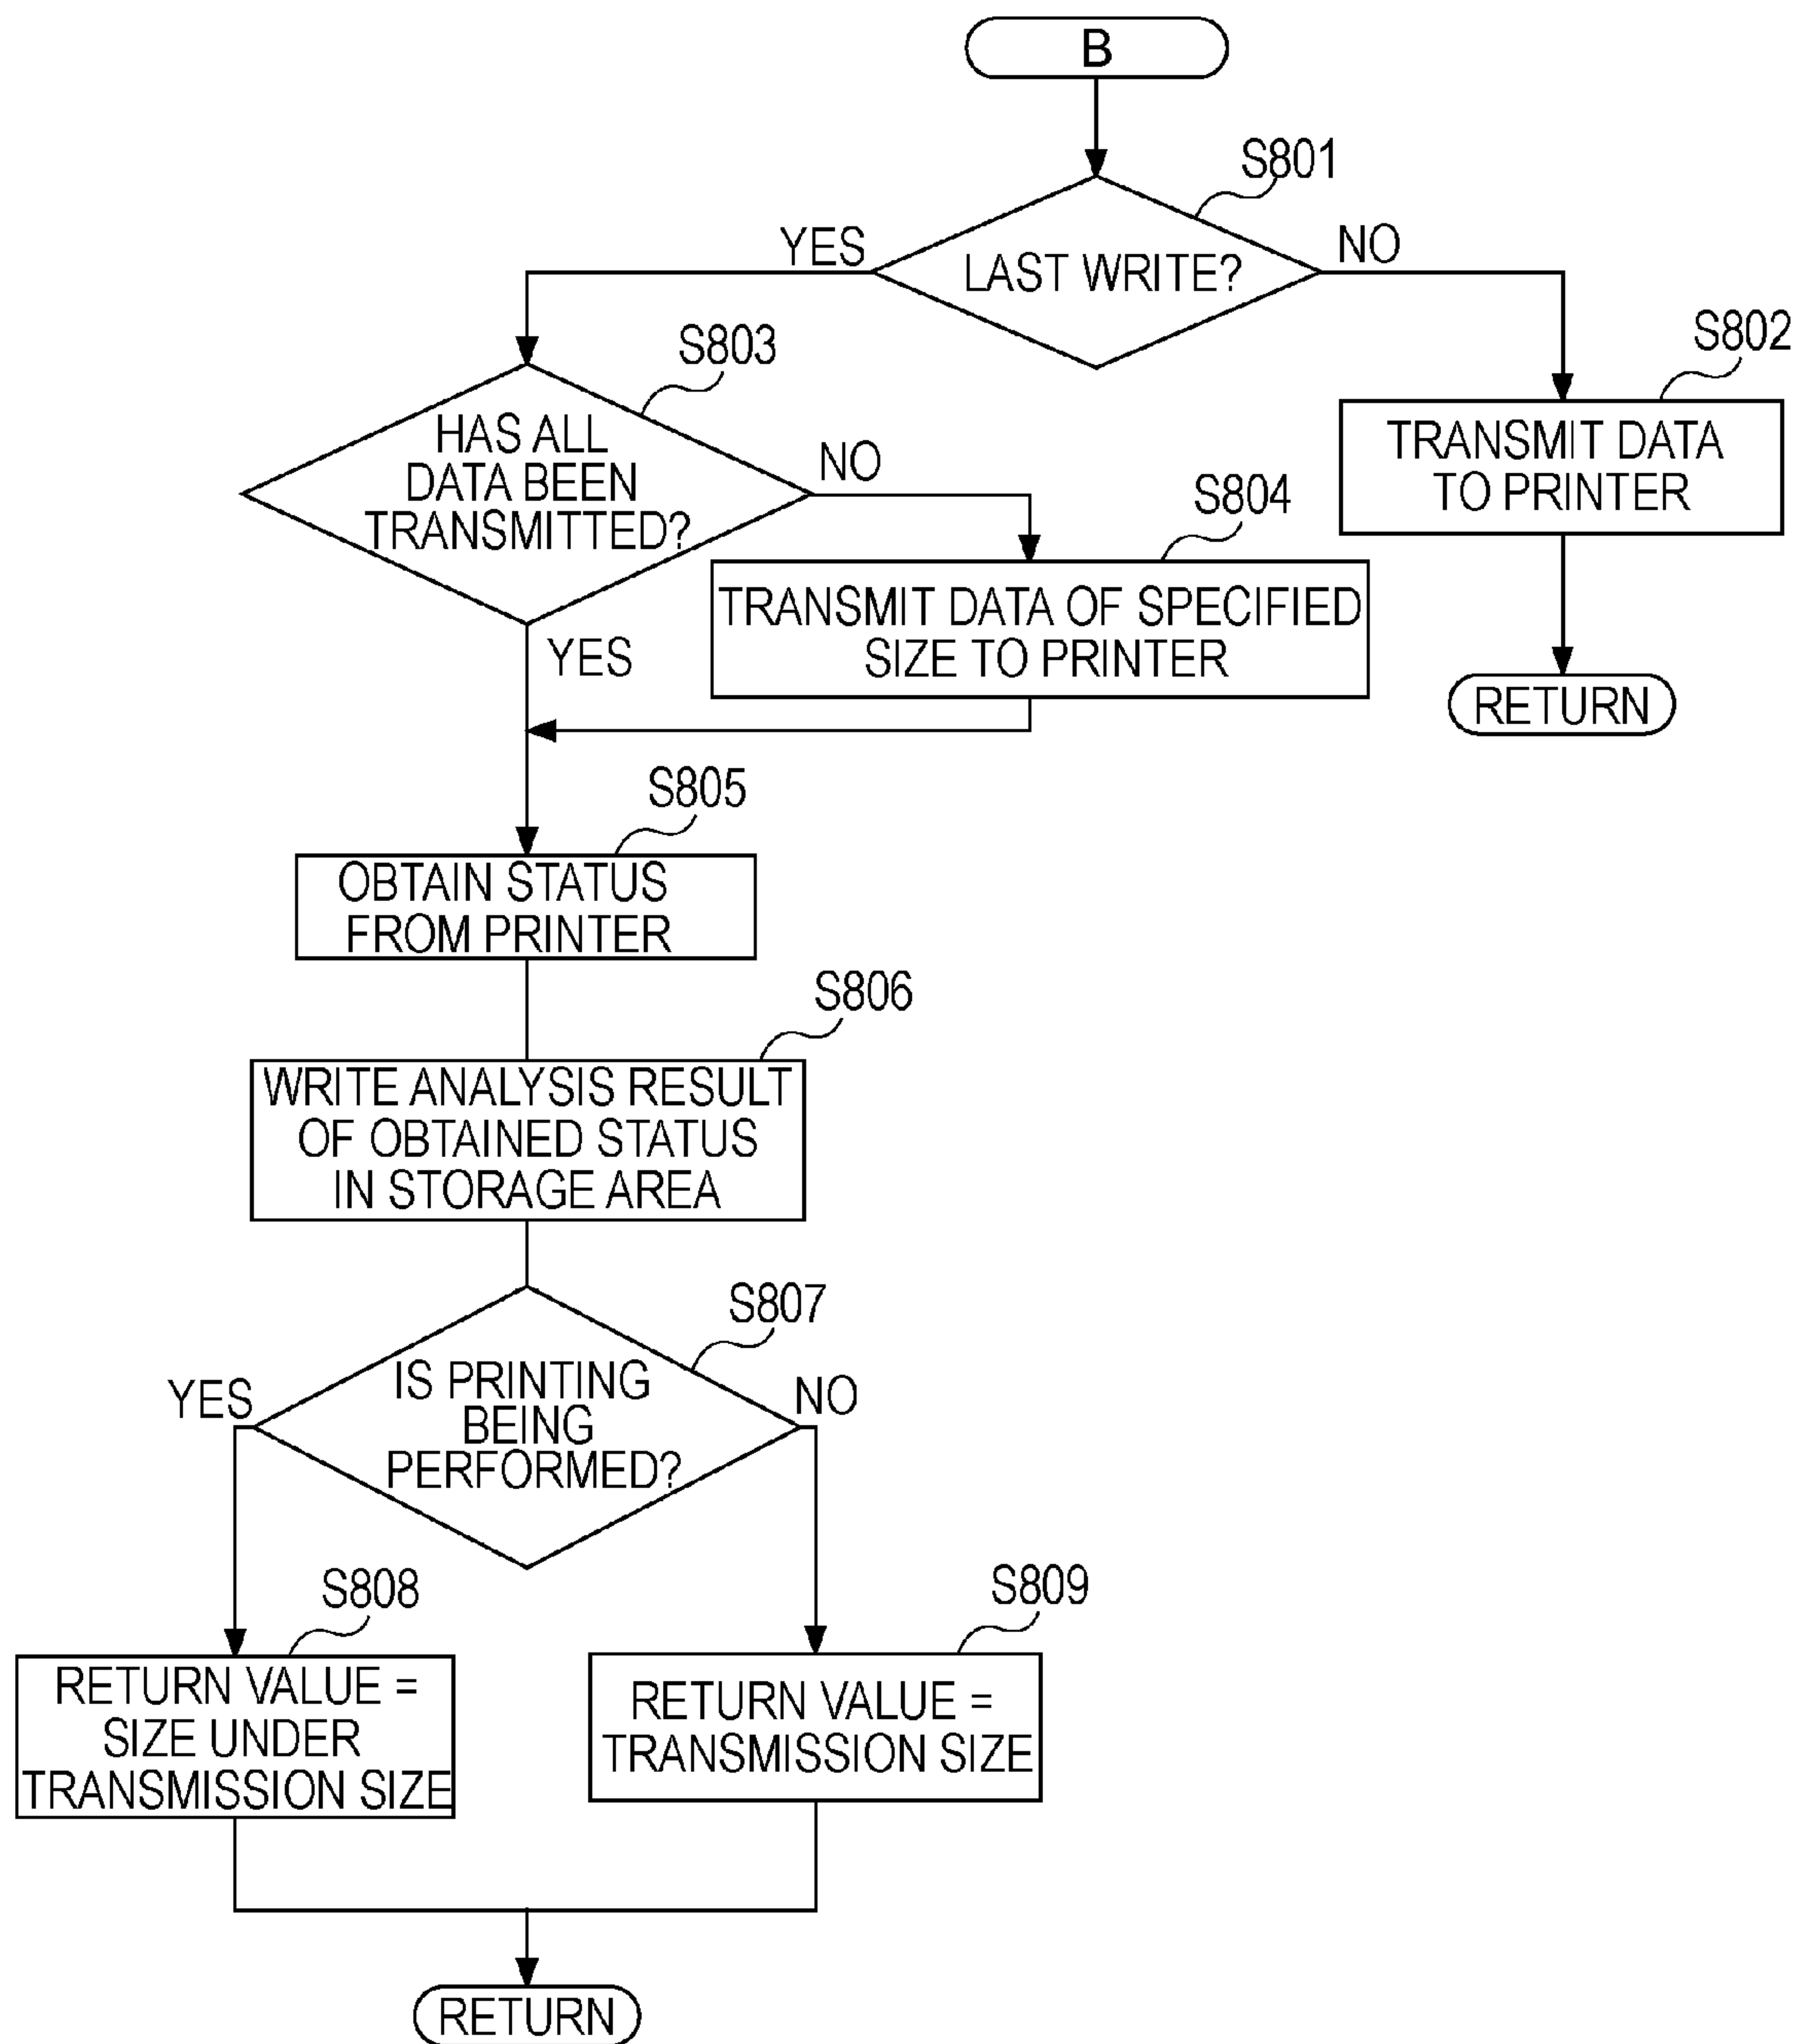 B
S801
YES
NO
LAST WRITE?
S803
S802
HAS ALL
DATA BEEN
TRANSMITTED?
NO
TRANSMIT DATA
TO PRINTER
S804
TRANSMIT DATA OF SPECIFIED
SIZE TO PRINTER
YES
RETURN
S805
OBTAIN STATUS
FROM PRINTER
S806
WRITE ANALYSIS RESULT
OF OBTAINED STATUS
IN STORAGE AREA
S807
IS PRINTING
BEING
PERFORMED?
YES
NO
S808
S809
RETURN VALUE =
SIZE UNDER
TRANSMISSION SIZE
RETURN VALUE =
TRANSMISSION SIZE
RETURN